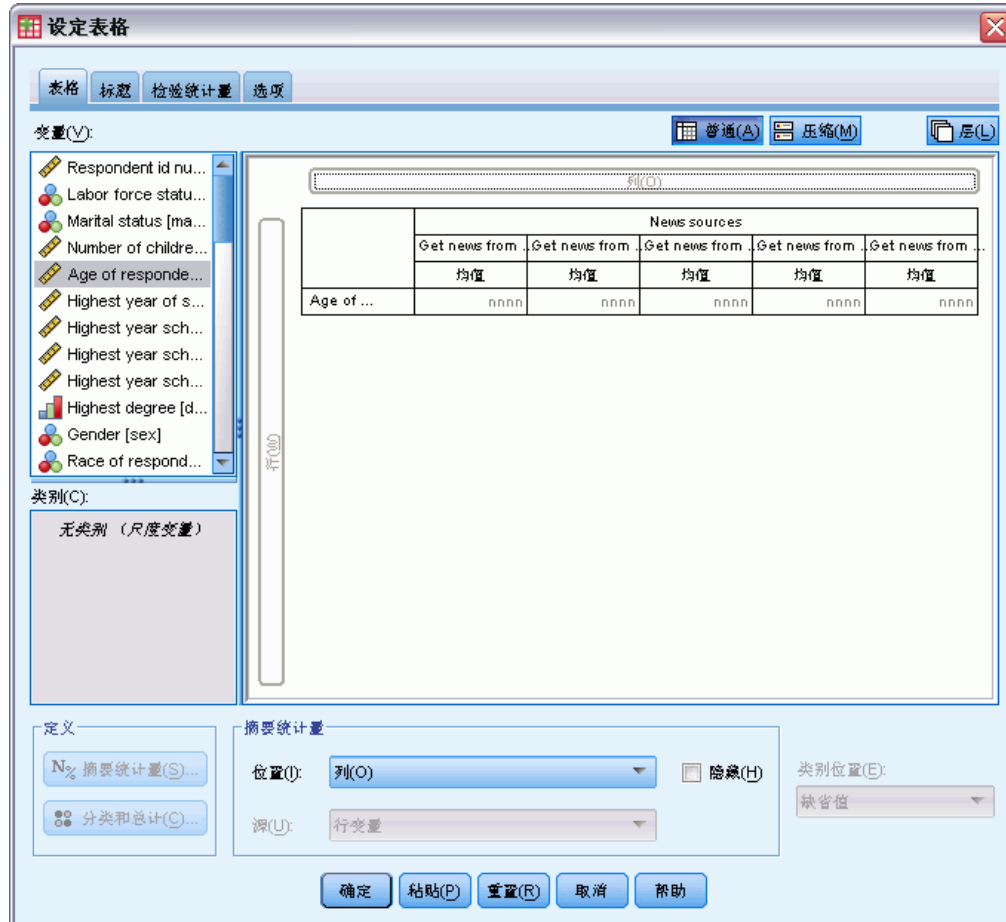 设定表格
表格 标题 检验统计量 选项
变量(V):
普通(A) 压缩(M) 层(L)
Respondent id nu...
Labor force statu...
Marital status [ma...
Number of childre...
Age of responde...
Highest year of s...
Highest year sch...
Highest year sch...
Highest year sch...
Highest degree [d...
Gender [sex]
Race of respond...
类别(C):
无类别 （尺度变量）
列(O)
行(W)
News sources
Get news from ... Get news from ... Get news from ... Get news from ... Get news from ...
均值 均值 均值 均值 均值
Age of ... nnnn nnnn nnnn nnnn nnnn
定义
N% 摘要统计量(S)...
分类和总计(C)...
摘要统计量
位置(I): 列(O) 隐藏(H)
源(U): 行变量
类别位置(E):
缺省值
确定 粘贴(P) 重置(R) 取消 帮助